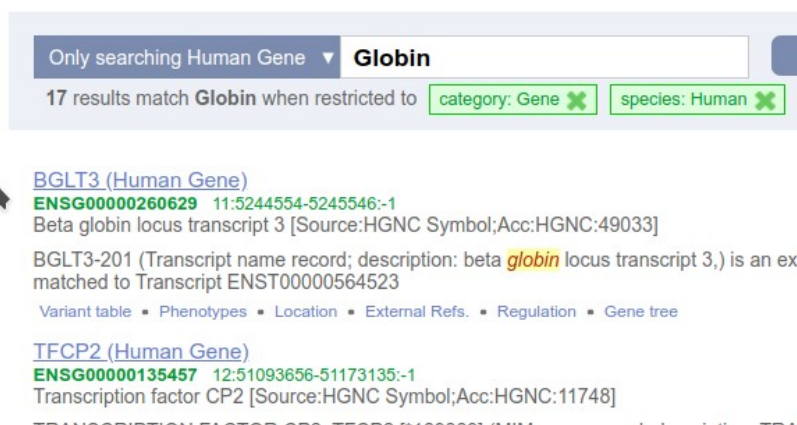 Only searching Human Gene ▼ Globin
17 results match Globin when restricted to category: Gene ✖ species: Human ✖
BGLT3 (Human Gene)
ENSG00000260629 11:5244554-5245546:-1
Beta globin locus transcript 3 [Source:HGNC Symbol;Acc:HGNC:49033]
BGLT3-201 (Transcript name record; description: beta globin locus transcript 3,) is an ex
matched to Transcript ENST00000564523
Variant table ▪ Phenotypes ▪ Location ▪ External Refs. ▪ Regulation ▪ Gene tree
TFCP2 (Human Gene)
ENSG00000135457 12:51093656-51173135:-1
Transcription factor CP2 [Source:HGNC Symbol;Acc:HGNC:11748]